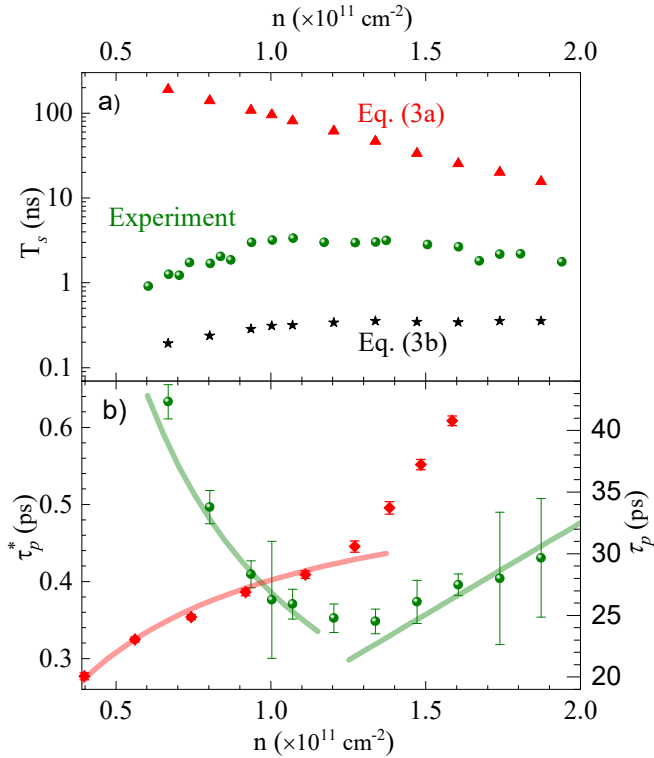 n (×10¹¹ cm⁻²)
0.5 1.0 1.5 2.0
a)
Eq. (3a)
100
10
1
0.1
T_s (ns)
Experiment
Eq. (3b)
b)
0.6
0.5
0.4
0.3
τ*_p (ps)
40
35
30
25
20
τ_p (ps)
0.5 1.0 1.5 2.0
n (×10¹¹ cm⁻²)